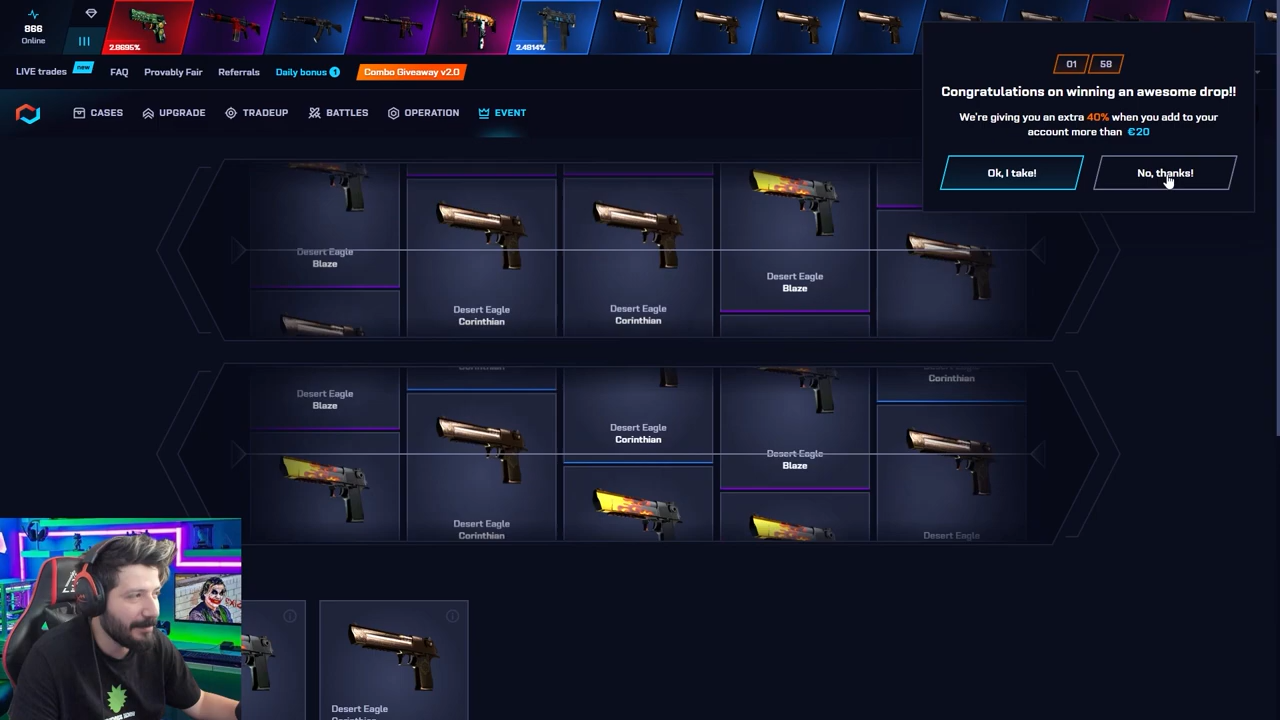 866
Online
2.8695%
2.4814%
LIVE trades
new
FAQ
Provably Fair
Referrals
Daily bonus 1
Combo Giveaway v2.0
CASES
UPGRADE
TRADEUP
BATTLES
OPERATION
EVENT
01 58
Congratulations on winning an awesome drop!!
We're giving you an extra 40% when you add to your
account more than €20
Ok, I take!
No, thanks!
Desert Eagle
Blaze
Desert Eagle
Corinthian
Desert Eagle
Corinthian
Desert Eagle
Blaze
Desert Eagle
Blaze
Corinthian
Desert Eagle
Corinthian
Desert Eagle
Corinthian
Desert Eagle
Blaze
Corinthian
Desert Eagle
Desert Eagle
Corinthian